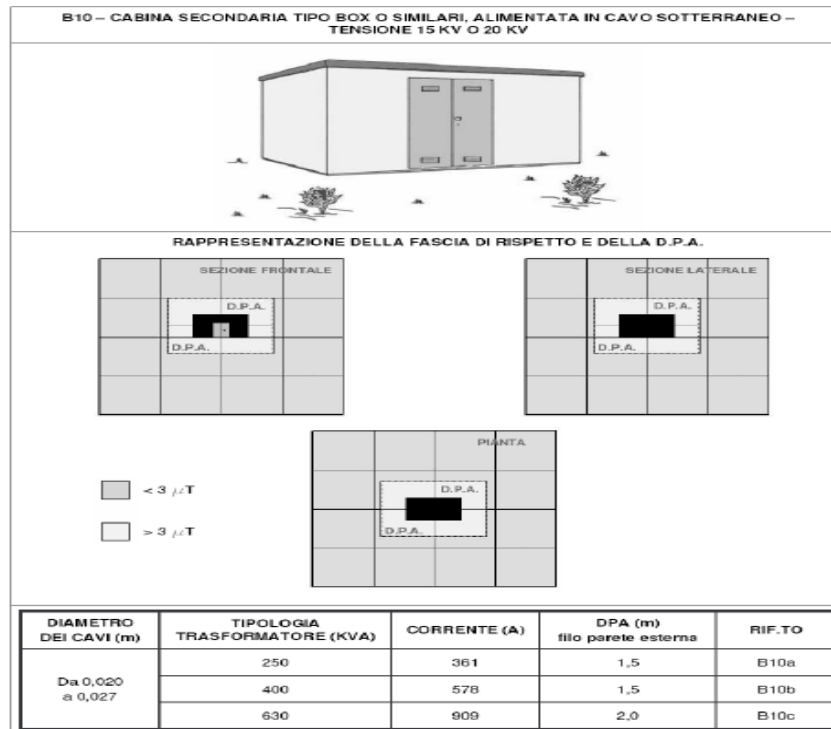 B10 – CABINA SECONDARIA TIPO BOX O SIMILARI, ALIMENTATA IN CAVO SOTTERRANEO –
TENSIONE 15 KV O 20 KV
RAPPRESENTAZIONE DELLA FASCIA DI RISPETTO E DELLA D.P.A.
SEZIONE FRONTALE
D.P.A.
D.P.A.
SEZIONE LATERALE
D.P.A.
D.P.A.
PIANTA
D.P.A.
D.P.A.
< 3 µT
> 3 µT
DIAMETRO DEI CAVI (m) TIPOLOGIA TRASFORMATORE (KVA) CORRENTE (A) DPA (m) filo parete esterna RIF.TO
Da 0,020 a 0,027
250 361 1,5 B10a
400 578 1,5 B10b
630 909 2,0 B10c